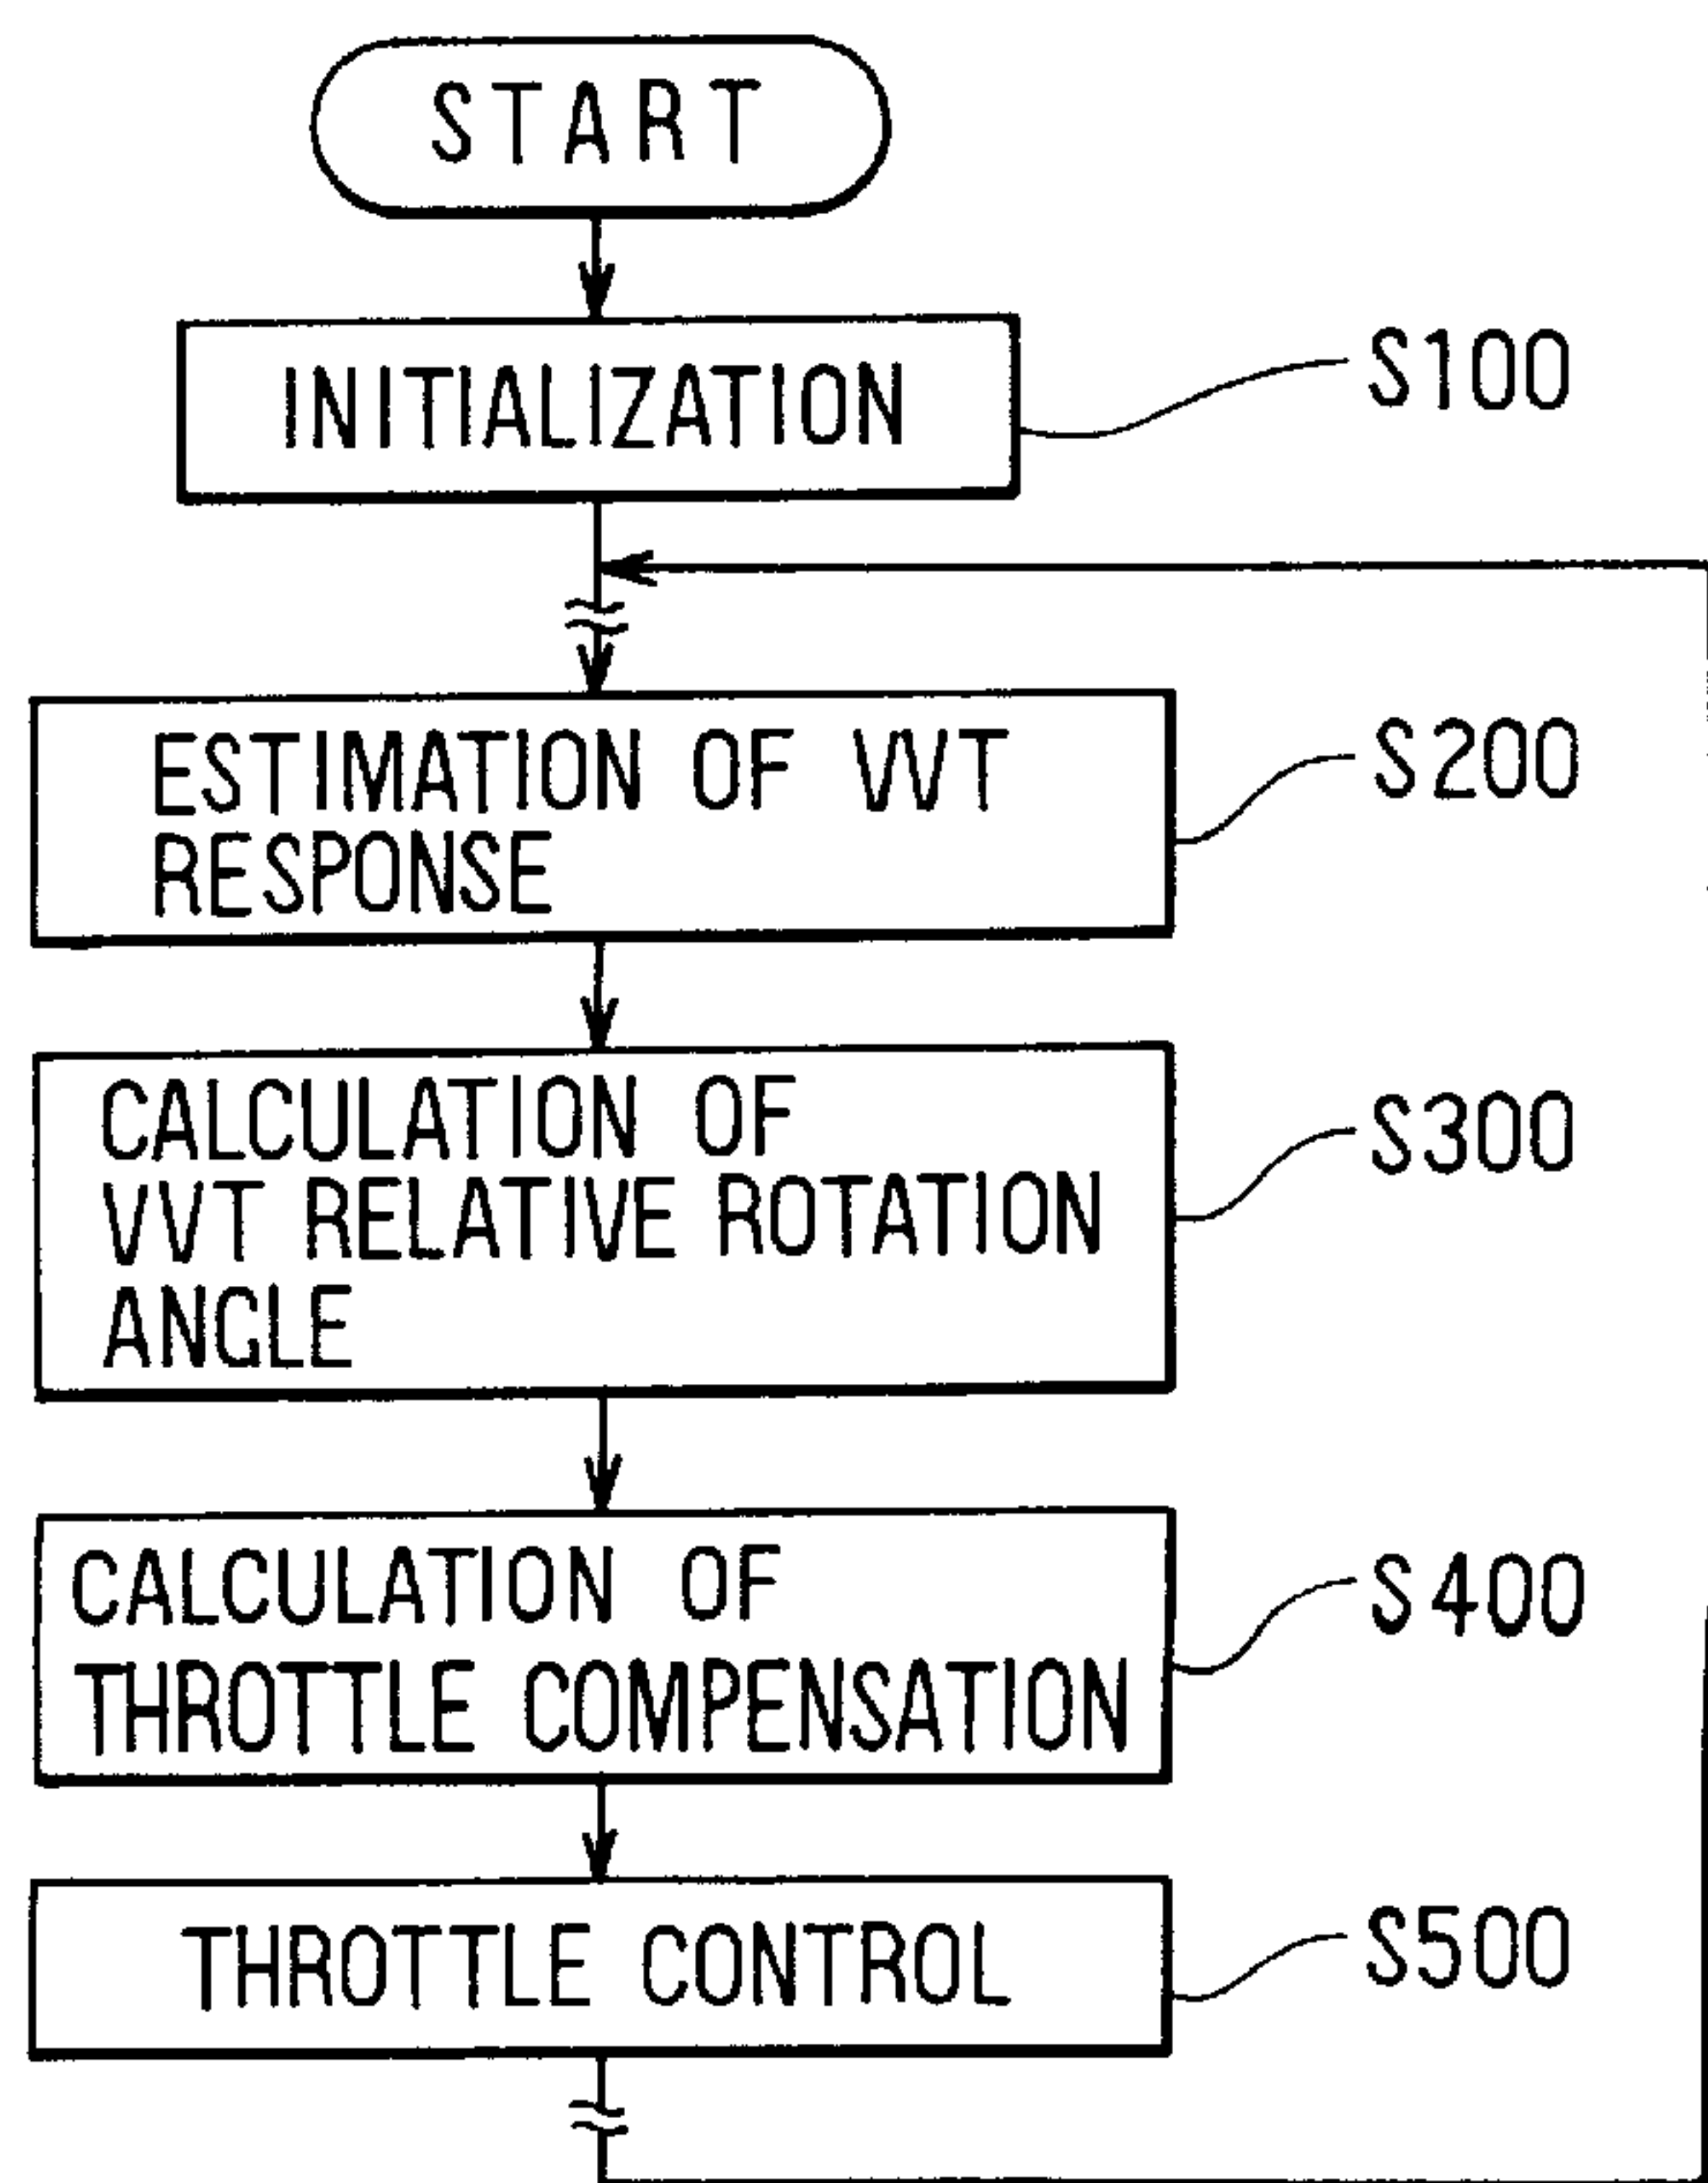 START
INITIALIZATION
S100
ESTIMATION OF VVT
RESPONSE
S200
CALCULATION OF
VVT RELATIVE ROTATION
ANGLE
S300
CALCULATION OF
THROTTLE COMPENSATION
S400
THROTTLE CONTROL
S500